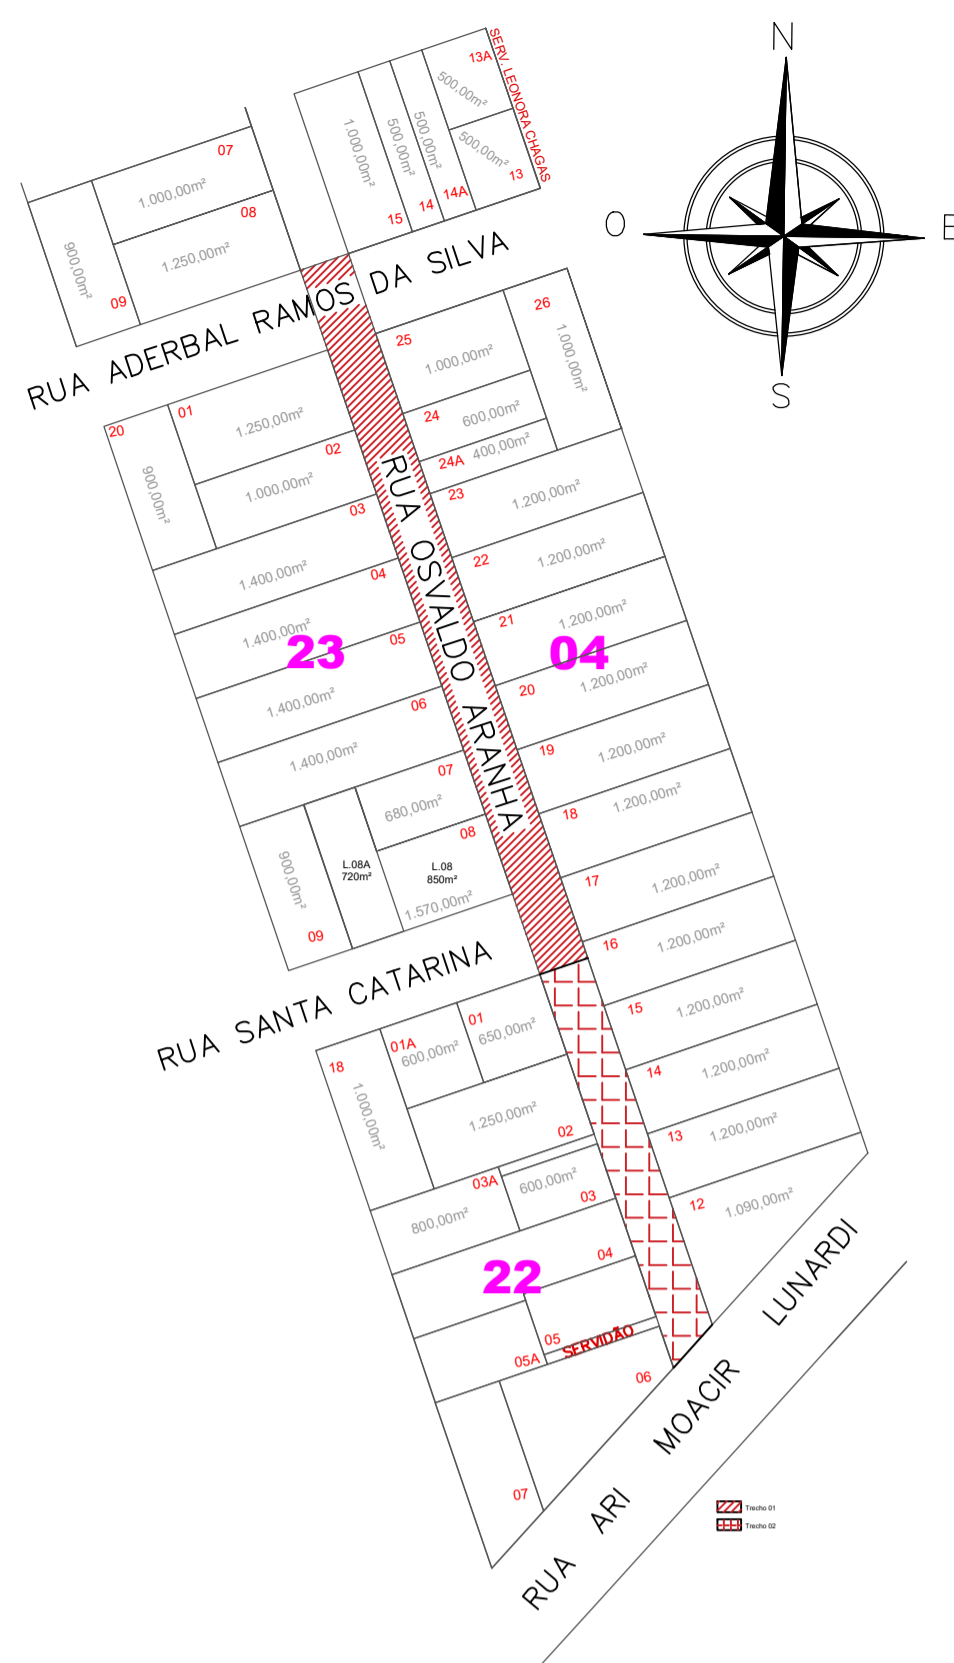 N
O
E
S
SERV. LEONORA CHAGAS
13A
500,00m²
500,00m²
13
1.000,00m²
500,00m²
500,00m²
15
14
14A
07
1.000,00m²
08
1.250,00m²
900,00m²
09
RUA ADERBAL RAMOS DA SILVA
20
01
1.250,00m²
02
1.000,00m²
900,00m²
03
1.400,00m²
04
1.400,00m²
23
05
1.400,00m²
06
1.400,00m²
07
680,00m²
08
L.08A
720m²
L.08
850m²
1.570,00m²
900,00m²
09
RUA OSVALDO ARANHA
25
1.000,00m²
26
1.000,00m²
24
600,00m²
24A
400,00m²
23
1.200,00m²
22
1.200,00m²
21
1.200,00m²
04
20
1.200,00m²
19
1.200,00m²
18
1.200,00m²
17
1.200,00m²
16
1.200,00m²
15
1.200,00m²
14
1.200,00m²
13
1.200,00m²
12
1.090,00m²
RUA SANTA CATARINA
18
1.000,00m²
01A
600,00m²
01
650,00m²
1.250,00m²
02
03A
800,00m²
600,00m²
03
22
04
05
05A
SERVIDÃO
06
07
RUA ARI MOACIR LUNARDI
Trecho 01
Trecho 02